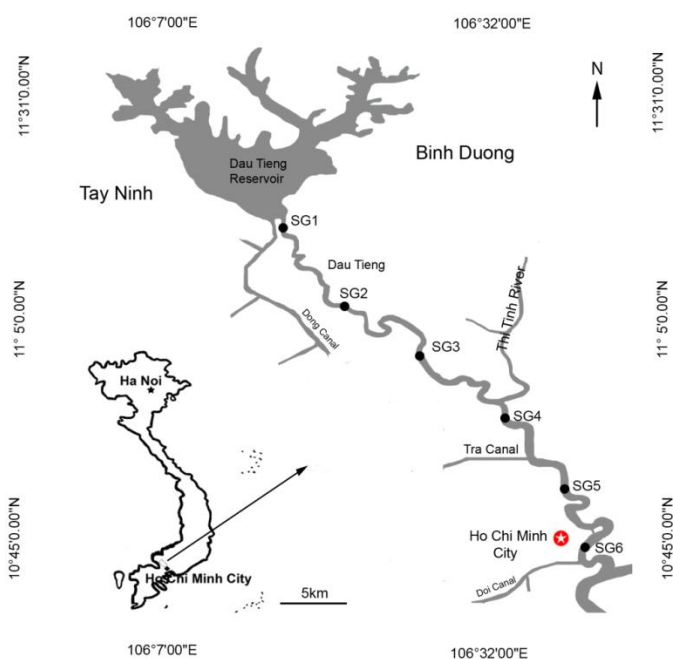 106°7'00"E
106°32'00"E
11°31'0.00"N
11°31'0.00"N
N
Binh Duong
Dau Tieng
Reservoir
Tay Ninh
SG1
Dau Tieng
SG2
Dong Canal
Thi Tinh River
11° 5'0.00"N
11° 5'0.00"N
SG3
Ha Noi
SG4
Tra Canal
SG5
Ho Chi Minh
City
SG6
10°45'0.00"N
10°45'0.00"N
Ho Chi Minh City
5km
Doi Canal
106°7'00"E
106°32'00"E